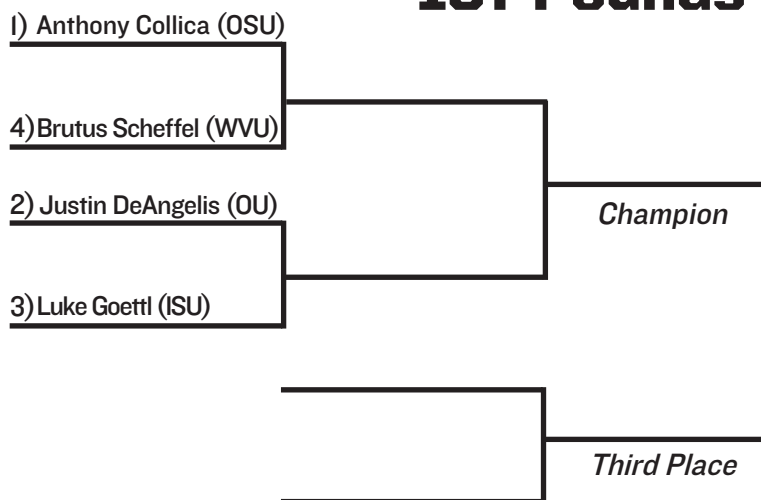 1) Anthony Collica (OSU)
4) Brutus Scheffel (WVU)
2) Justin DeAngelis (OU)
Champion
3) Luke Goettl (ISU)
Third Place